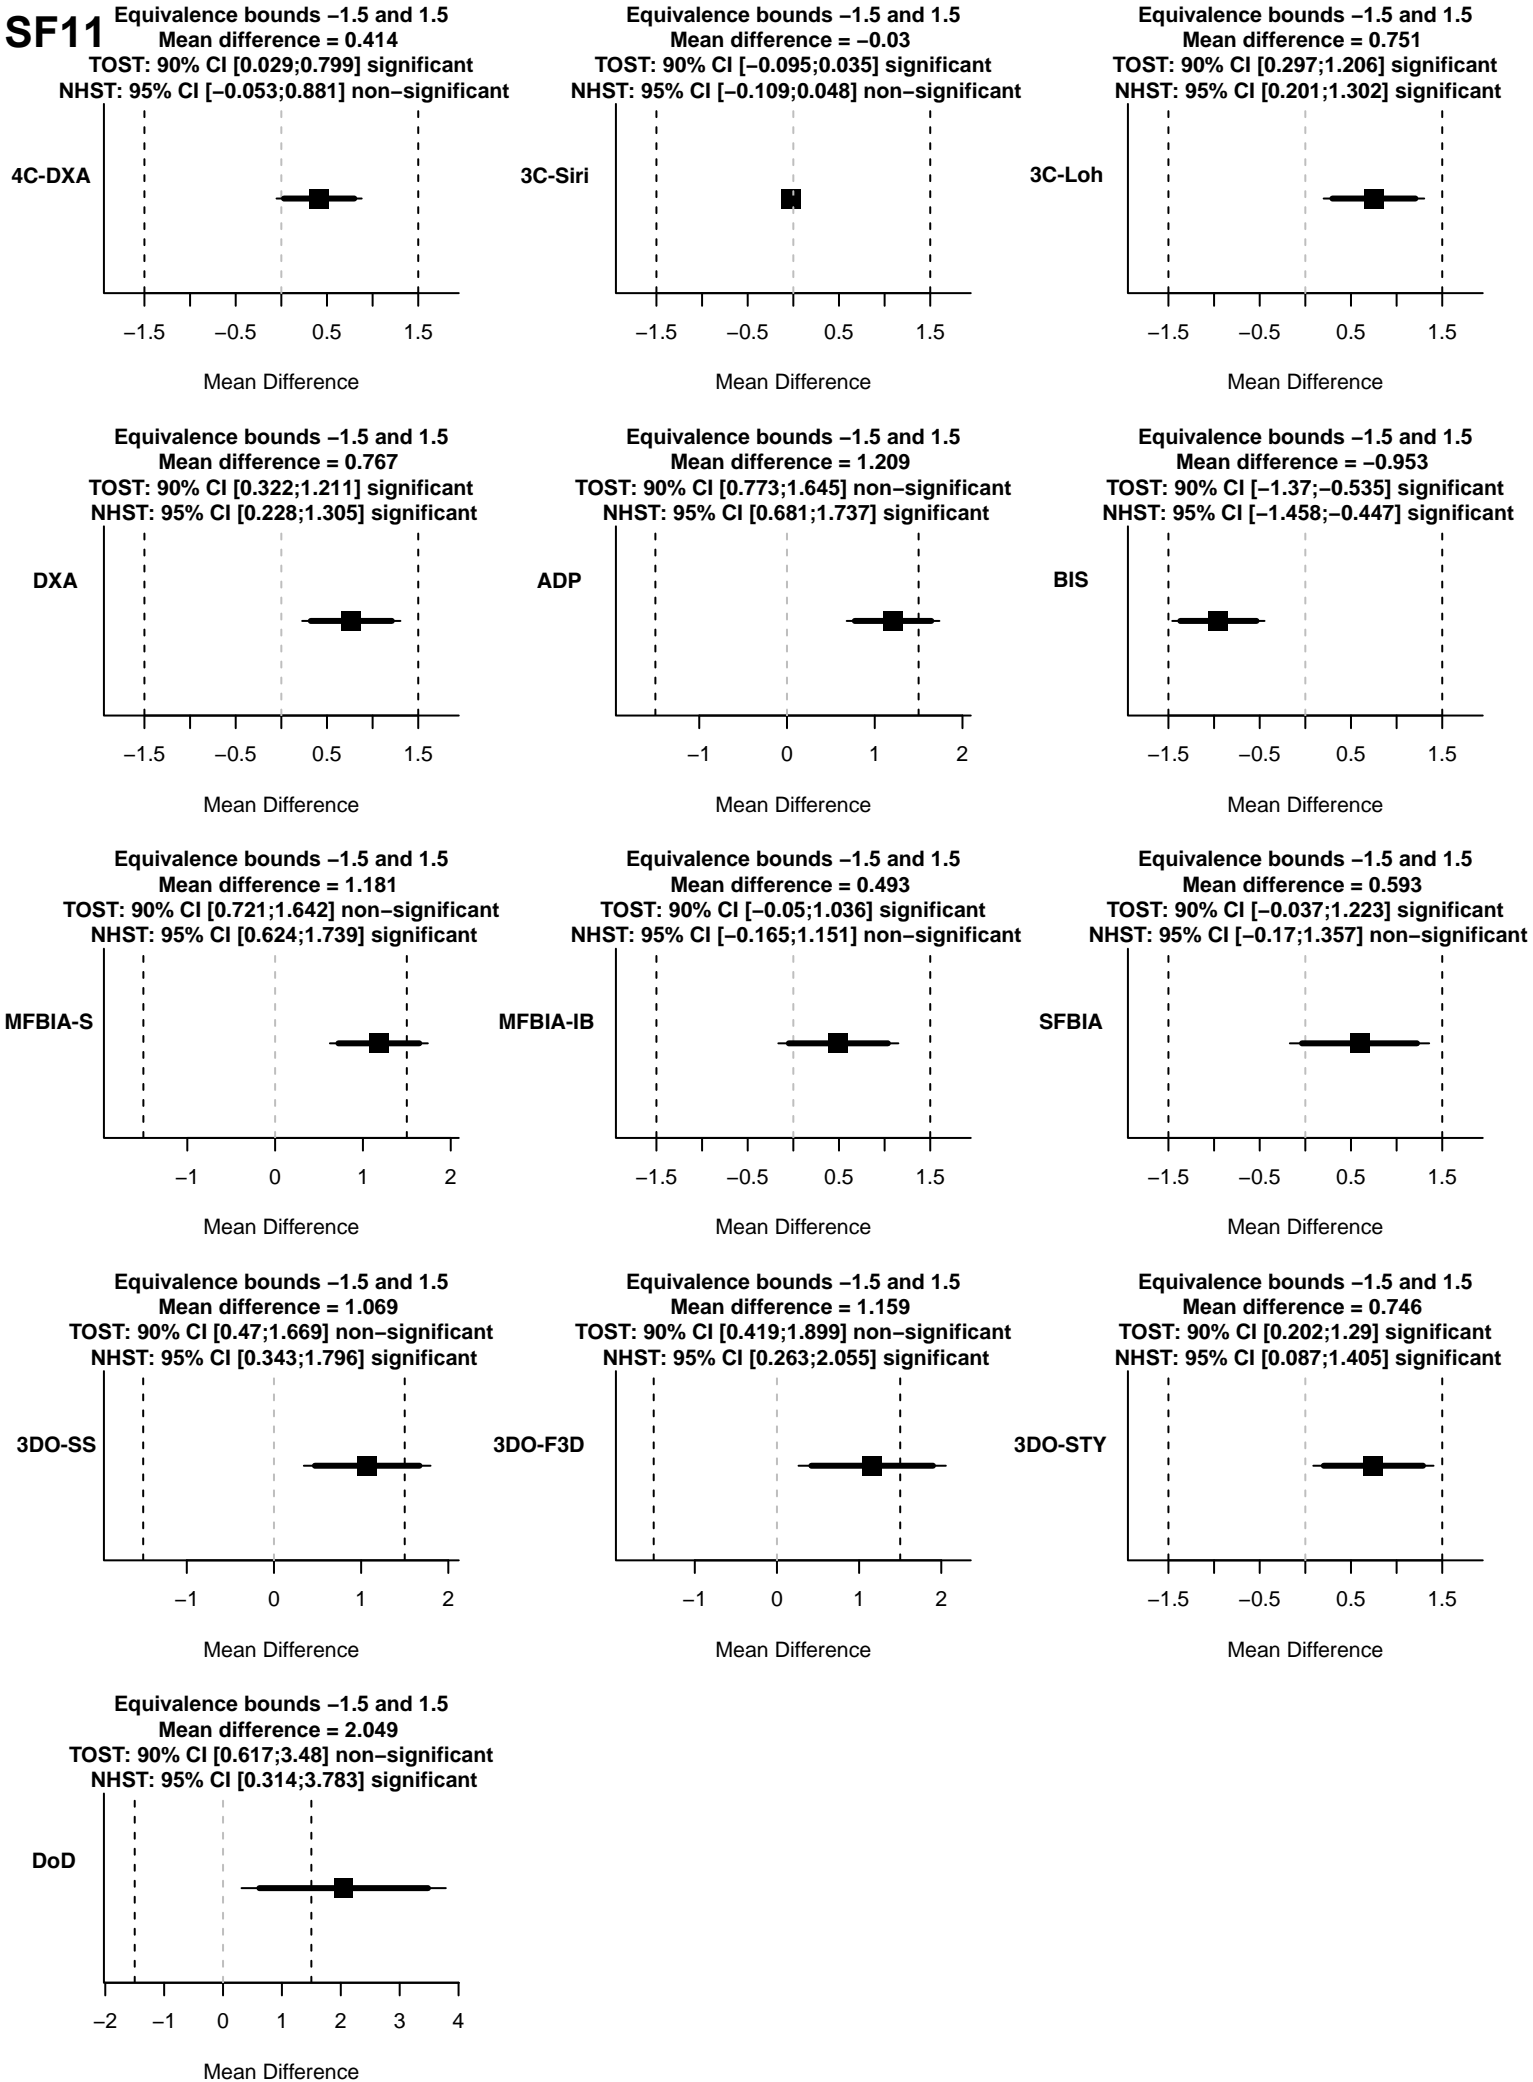 SF11
Equivalence bounds −1.5 and 1.5
Mean difference = 0.414
TOST: 90% CI [0.029;0.799] significant
NHST: 95% CI [−0.053;0.881] non−significant
4C-DXA
−1.5 −0.5 0.5 1.5
Mean Difference
Equivalence bounds −1.5 and 1.5
Mean difference = −0.03
TOST: 90% CI [−0.095;0.035] significant
NHST: 95% CI [−0.109;0.048] non−significant
3C-Siri
−1.5 −0.5 0.5 1.5
Mean Difference
Equivalence bounds −1.5 and 1.5
Mean difference = 0.751
TOST: 90% CI [0.297;1.206] significant
NHST: 95% CI [0.201;1.302] significant
3C-Loh
−1.5 −0.5 0.5 1.5
Mean Difference
Equivalence bounds −1.5 and 1.5
Mean difference = 0.767
TOST: 90% CI [0.322;1.211] significant
NHST: 95% CI [0.228;1.305] significant
DXA
−1.5 −0.5 0.5 1.5
Mean Difference
Equivalence bounds −1.5 and 1.5
Mean difference = 1.209
TOST: 90% CI [0.773;1.645] non−significant
NHST: 95% CI [0.681;1.737] significant
ADP
−1 0 1 2
Mean Difference
Equivalence bounds −1.5 and 1.5
Mean difference = −0.953
TOST: 90% CI [−1.37;−0.535] significant
NHST: 95% CI [−1.458;−0.447] significant
BIS
−1.5 −0.5 0.5 1.5
Mean Difference
Equivalence bounds −1.5 and 1.5
Mean difference = 1.181
TOST: 90% CI [0.721;1.642] non−significant
NHST: 95% CI [0.624;1.739] significant
MFBIA-S
−1 0 1 2
Mean Difference
Equivalence bounds −1.5 and 1.5
Mean difference = 0.493
TOST: 90% CI [−0.05;1.036] significant
NHST: 95% CI [−0.165;1.151] non−significant
MFBIA-IB
−1.5 −0.5 0.5 1.5
Mean Difference
Equivalence bounds −1.5 and 1.5
Mean difference = 0.593
TOST: 90% CI [−0.037;1.223] significant
NHST: 95% CI [−0.17;1.357] non−significant
SFBIA
−1.5 −0.5 0.5 1.5
Mean Difference
Equivalence bounds −1.5 and 1.5
Mean difference = 1.069
TOST: 90% CI [0.47;1.669] non−significant
NHST: 95% CI [0.343;1.796] significant
3DO-SS
−1 0 1 2
Mean Difference
Equivalence bounds −1.5 and 1.5
Mean difference = 1.159
TOST: 90% CI [0.419;1.899] non−significant
NHST: 95% CI [0.263;2.055] significant
3DO-F3D
−1 0 1 2
Mean Difference
Equivalence bounds −1.5 and 1.5
Mean difference = 0.746
TOST: 90% CI [0.202;1.29] significant
NHST: 95% CI [0.087;1.405] significant
3DO-STY
−1.5 −0.5 0.5 1.5
Mean Difference
Equivalence bounds −1.5 and 1.5
Mean difference = 2.049
TOST: 90% CI [0.617;3.48] non−significant
NHST: 95% CI [0.314;3.783] significant
DoD
−2 −1 0 1 2 3 4
Mean Difference